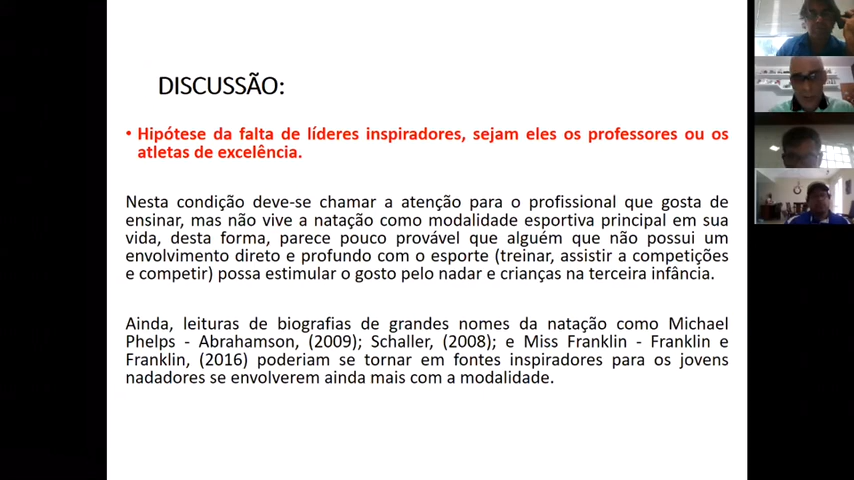 DISCUSSÃO:
• Hipótese da falta de líderes inspiradores, sejam eles os professores ou os
atletas de excelência.
Nesta condição deve-se chamar a atenção para o profissional que gosta de
ensinar, mas não vive a natação como modalidade esportiva principal em sua
vida, desta forma, parece pouco provável que alguém que não possui um
envolvimento direto e profundo com o esporte (treinar, assistir a competições
e competir) possa estimular o gosto pelo nadar e crianças na terceira infância.
Ainda, leituras de biografias de grandes nomes da natação como Michael
Phelps - Abrahamson, (2009); Schaller, (2008); e Miss Franklin - Franklin e
Franklin, (2016) poderiam se tornar em fontes inspiradores para os jovens
nadadores se envolverem ainda mais com a modalidade.